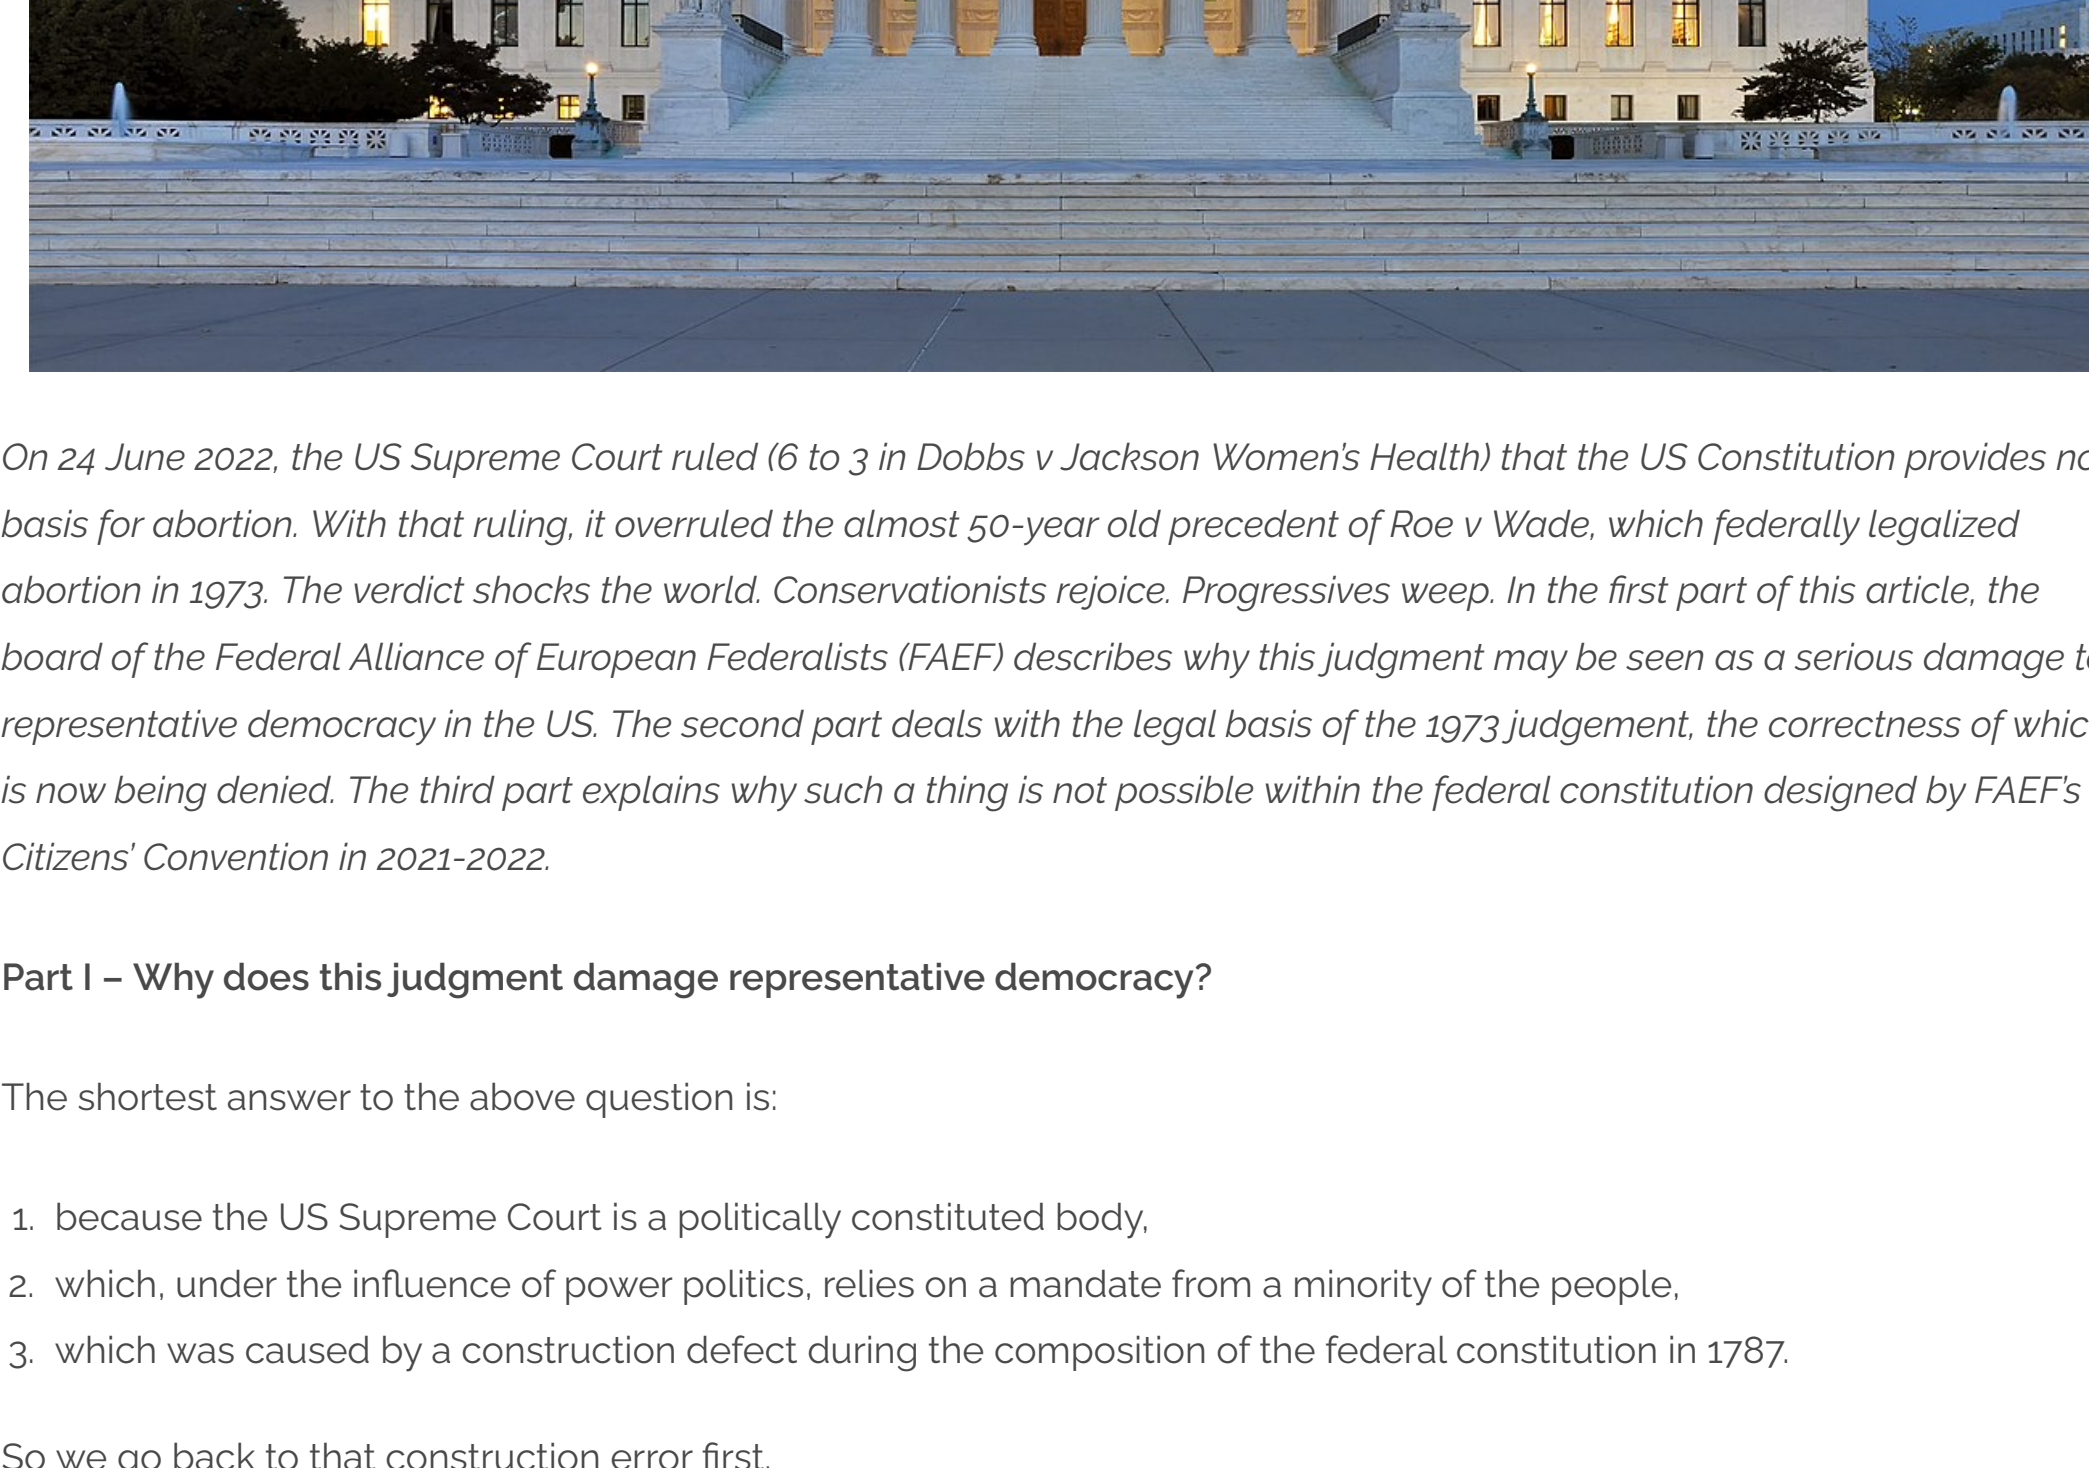 On 24 June 2022, the US Supreme Court ruled (6 to 3 in Dobbs v Jackson Women's Health) that the US Constitution provides
basis for abortion. With that ruling, it overruled the almost 50-year old precedent of Roe v Wade, which federally legalized
abortion in 1973. The verdict shocks the world. Conservationists rejoice. Progressives weep. In the first part of this article, the
board of the Federal Alliance of European Federalists (FAEF) describes why this judgment may be seen as a serious damage
representative democracy in the US. The second part deals with the legal basis of the 1973 judgement, the correctness of
is now being denied. The third part explains why such a thing is not possible within the federal constitution designed by FAEF's
Citizens' Convention in 2021-2022.
Part I – Why does this judgment damage representative democracy?
The shortest answer to the above question is:
1. because the US Supreme Court is a politically constituted body,
2. which, under the influence of power politics, relies on a mandate from a minority of the people,
3. which was caused by a construction defect during the composition of the federal constitution in 1787.
So we go back to that construction error first.